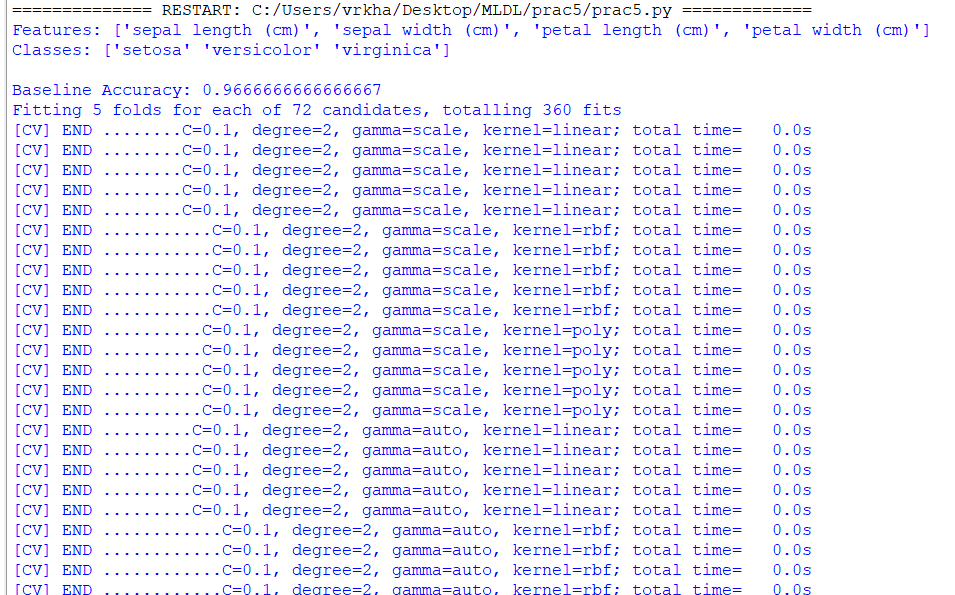 ============== RESTART: C:/Users/vrkha/Desktop/MLDL/prac5/prac5.py =============
Features: ['sepal length (cm)', 'sepal width (cm)', 'petal length (cm)', 'petal width (cm)']
Classes: ['setosa' 'versicolor' 'virginica']
Baseline Accuracy: 0.9666666666666667
Fitting 5 folds for each of 72 candidates, totalling 360 fits
[CV] END ........C=0.1, degree=2, gamma=scale, kernel=linear; total time=   0.0s
[CV] END ........C=0.1, degree=2, gamma=scale, kernel=linear; total time=   0.0s
[CV] END ........C=0.1, degree=2, gamma=scale, kernel=linear; total time=   0.0s
[CV] END ........C=0.1, degree=2, gamma=scale, kernel=linear; total time=   0.0s
[CV] END ........C=0.1, degree=2, gamma=scale, kernel=linear; total time=   0.0s
[CV] END ...........C=0.1, degree=2, gamma=scale, kernel=rbf; total time=   0.0s
[CV] END ...........C=0.1, degree=2, gamma=scale, kernel=rbf; total time=   0.0s
[CV] END ...........C=0.1, degree=2, gamma=scale, kernel=rbf; total time=   0.0s
[CV] END ...........C=0.1, degree=2, gamma=scale, kernel=rbf; total time=   0.0s
[CV] END ...........C=0.1, degree=2, gamma=scale, kernel=rbf; total time=   0.0s
[CV] END ..........C=0.1, degree=2, gamma=scale, kernel=poly; total time=   0.0s
[CV] END ..........C=0.1, degree=2, gamma=scale, kernel=poly; total time=   0.0s
[CV] END ..........C=0.1, degree=2, gamma=scale, kernel=poly; total time=   0.0s
[CV] END ..........C=0.1, degree=2, gamma=scale, kernel=poly; total time=   0.0s
[CV] END ..........C=0.1, degree=2, gamma=scale, kernel=poly; total time=   0.0s
[CV] END .........C=0.1, degree=2, gamma=auto, kernel=linear; total time=   0.0s
[CV] END .........C=0.1, degree=2, gamma=auto, kernel=linear; total time=   0.0s
[CV] END .........C=0.1, degree=2, gamma=auto, kernel=linear; total time=   0.0s
[CV] END .........C=0.1, degree=2, gamma=auto, kernel=linear; total time=   0.0s
[CV] END .........C=0.1, degree=2, gamma=auto, kernel=linear; total time=   0.0s
[CV] END ............C=0.1, degree=2, gamma=auto, kernel=rbf; total time=   0.0s
[CV] END ............C=0.1, degree=2, gamma=auto, kernel=rbf; total time=   0.0s
[CV] END ............C=0.1, degree=2, gamma=auto, kernel=rbf; total time=   0.0s
[CV] END ............C=0.1, degree=2, gamma=auto, kernel=rbf; total time=   0.0s